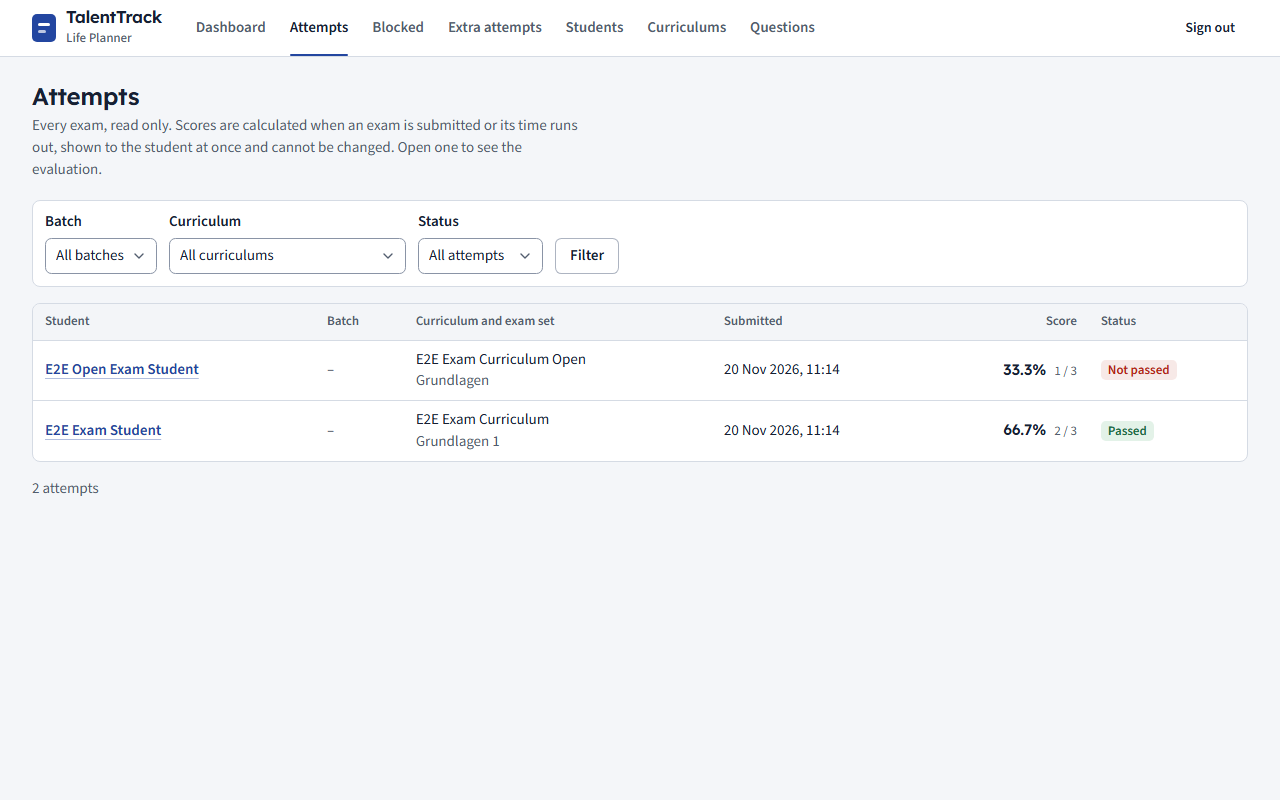 TalentTrack
Life Planner
Dashboard
Attempts
Blocked
Extra attempts
Students
Curriculums
Questions
Sign out
Attempts
Every exam, read only. Scores are calculated when an exam is submitted or its time runs
out, shown to the student at once and cannot be changed. Open one to see the
evaluation.
Batch
Curriculum
Status
All batches
All curriculums
All attempts
Filter
Student
Batch
Curriculum and exam set
Submitted
Score
Status
E2E Open Exam Student
–
E2E Exam Curriculum Open
Grundlagen
20 Nov 2026, 11:14
33.3% 1 / 3
Not passed
E2E Exam Student
–
E2E Exam Curriculum
Grundlagen 1
20 Nov 2026, 11:14
66.7% 2 / 3
Passed
2 attempts